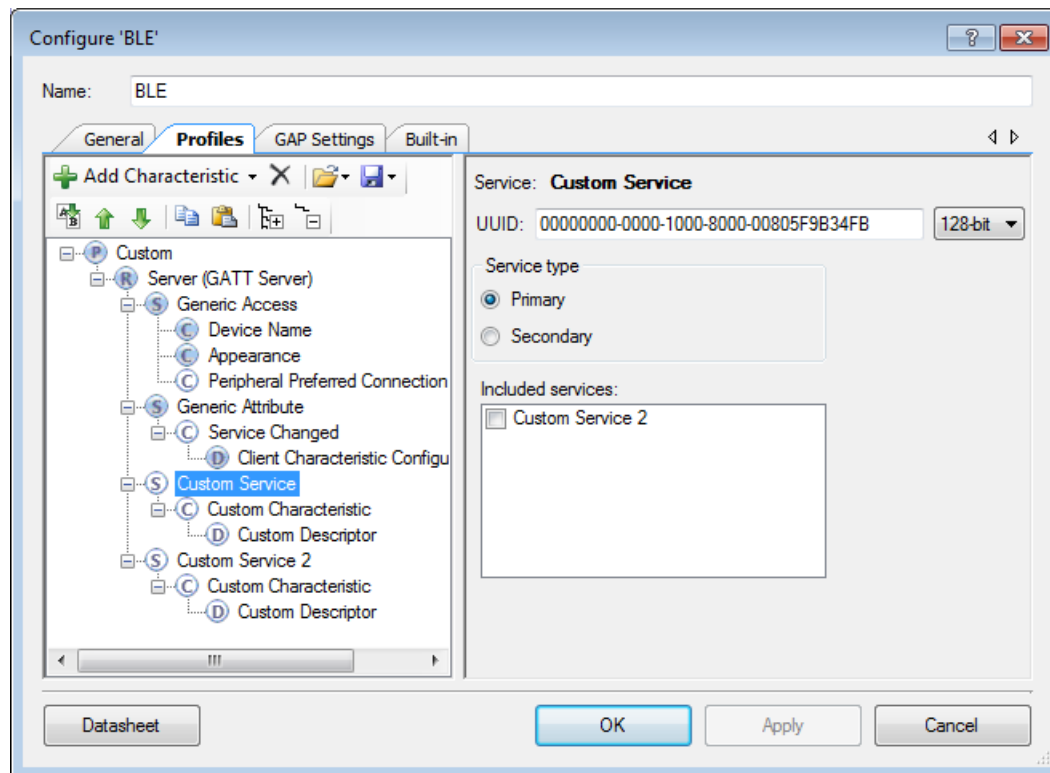 Configure 'BLE'
Name: BLE
General Profiles GAP Settings Built-in
Add Characteristic
Custom
Server (GATT Server)
Generic Access
Device Name
Appearance
Peripheral Preferred Connection
Generic Attribute
Service Changed
Client Characteristic Configu
Custom Service
Custom Characteristic
Custom Descriptor
Custom Service 2
Custom Characteristic
Custom Descriptor
Service: Custom Service
UUID: 00000000-0000-1000-8000-00805F9B34FB 128-bit
Service type
Primary
Secondary
Included services:
Custom Service 2
Datasheet OK Apply Cancel